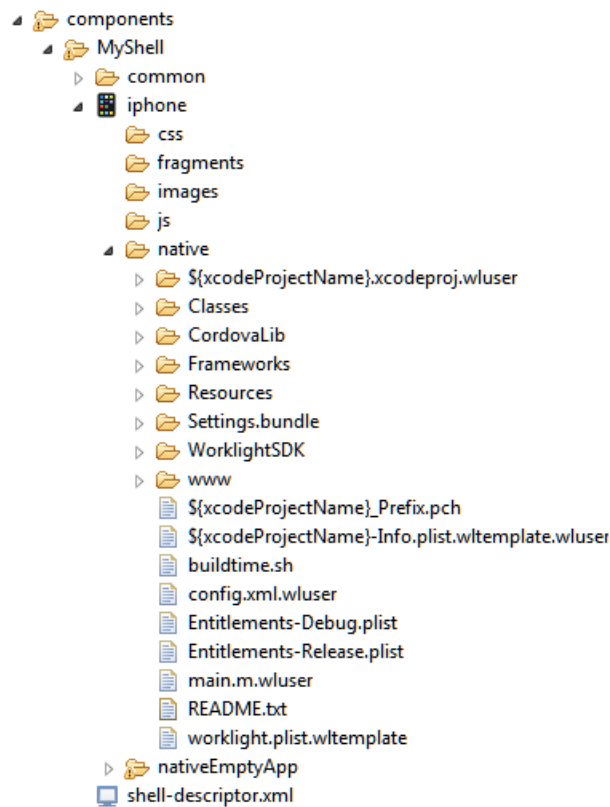 components
MyShell
common
iphone
css
fragments
images
js
native
${xcodeProjectName}.xcodeproj.wluser
Classes
CordovaLib
Frameworks
Resources
Settings.bundle
WorklightSDK
www
${xcodeProjectName}_Prefix.pch
${xcodeProjectName}-Info.plist.wltemplate.wluser
buildtime.sh
config.xml.wluser
Entitlements-Debug.plist
Entitlements-Release.plist
main.m.wluser
README.txt
worklight.plist.wltemplate
nativeEmptyApp
shell-descriptor.xml